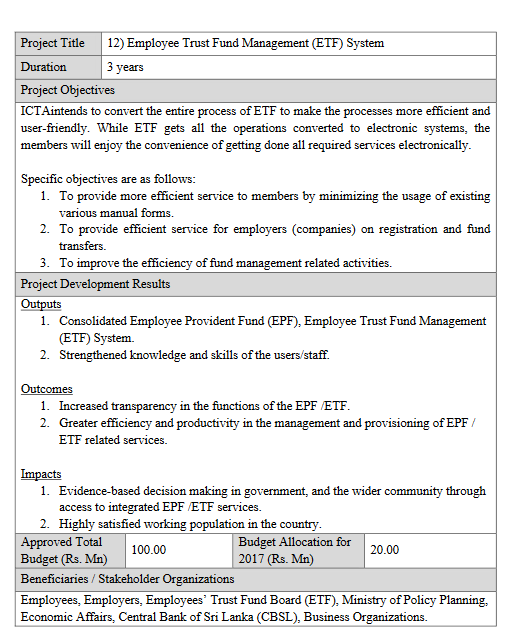 Project Title 12) Employee Trust Fund Management (ETF) System
Duration 3 years
Project Objectives
ICTAintends to convert the entire process of ETF to make the processes more efficient and
user-friendly. While ETF gets all the operations converted to electronic systems, the
members will enjoy the convenience of getting done all required services electronically.
Specific objectives are as follows:
1. To provide more efficient service to members by minimizing the usage of existing
various manual forms.
2. To provide efficient service for employers (companies) on registration and fund
transfers.
3. To improve the efficiency of fund management related activities.
Project Development Results
Outputs
1. Consolidated Employee Provident Fund (EPF), Employee Trust Fund Management
(ETF) System.
2. Strengthened knowledge and skills of the users/staff.
Outcomes
1. Increased transparency in the functions of the EPF /ETF.
2. Greater efficiency and productivity in the management and provisioning of EPF /
ETF related services.
Impacts
1. Evidence-based decision making in government, and the wider community through
access to integrated EPF /ETF services.
2. Highly satisfied working population in the country.
Approved Total
Budget (Rs. Mn)
100.00
Budget Allocation for
2017 (Rs. Mn)
20.00
Beneficiaries / Stakeholder Organizations
Employees, Employers, Employees’ Trust Fund Board (ETF), Ministry of Policy Planning,
Economic Affairs, Central Bank of Sri Lanka (CBSL), Business Organizations.